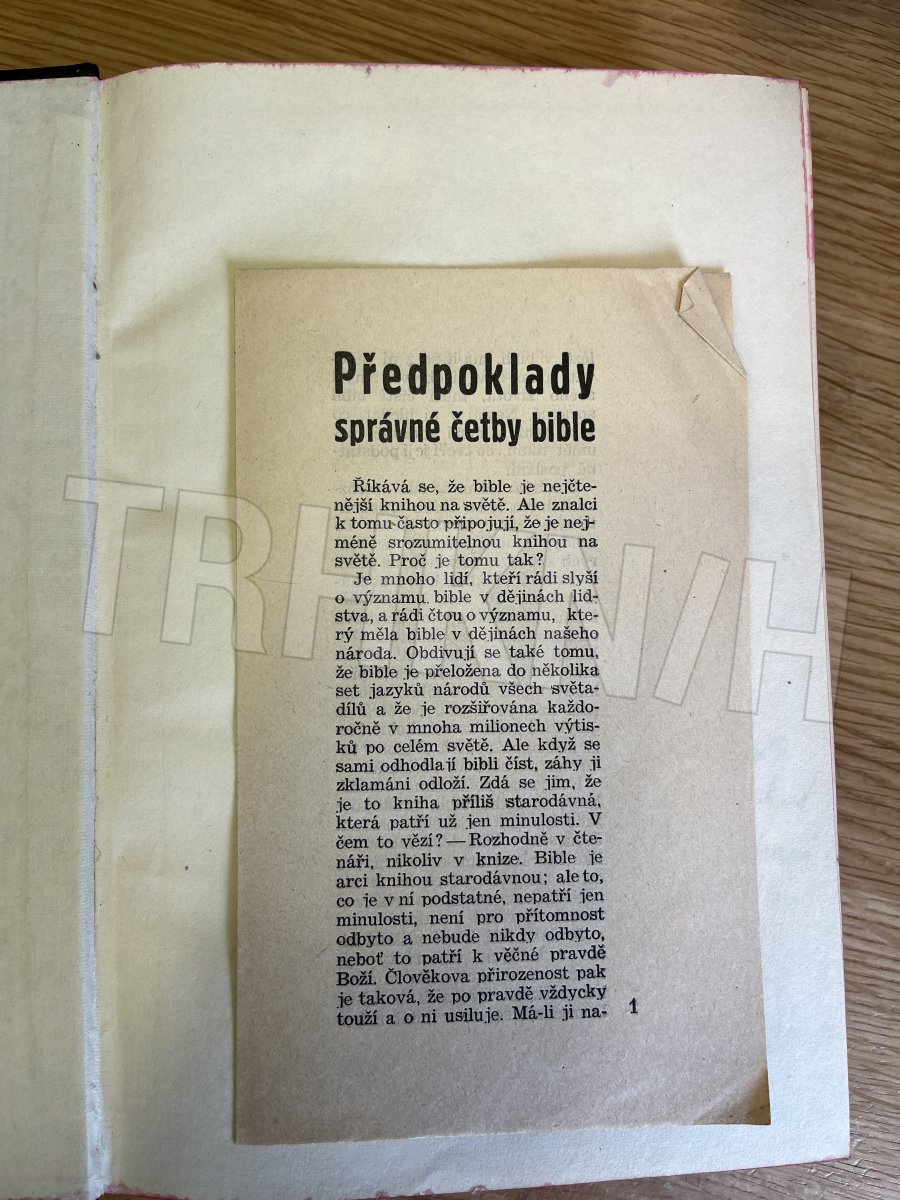 Předpoklady
správné četby bible
Říkává se, že bible je nejčte-
nější knihou na světě. Ale znalci
k tomu často připojují, že je nej-
méně srozumitelnou knihou na
světě. Proč je tomu tak?
Je mnoho lidí, kteří rádi slyší
o významu bible v dějinách lid-
stva, a rádi čtou o významu, kte-
rý měla bible v dějinách našeho
národa. Obdivují se také tomu,
že bible je přeložena do několika
set jazyků národů všech světa-
dílů a že je rozšiřována každo-
ročně v mnoha milionech výtis-
ků po celém světě. Ale když se
sami odhodlají bibli číst, záhy ji
zklamáni odloží. Zdá se jim, že
je to kniha příliš starodávná,
která patří už jen minulosti. V
čem to vězí? — Rozhodně v čte-
náři, nikoliv v knize. Bible je
arci knihou starodávnou; ale to,
co je v ní podstatné, nepatří jen
minulosti, není pro přítomnost
odbyto a nebude nikdy odbyto,
neboť to patří k věčné pravdě
Boží. Člověkova přirozenost pak
je taková, že po pravdě vždycky
touží a o ni usiluje. Má-li ji na-
1